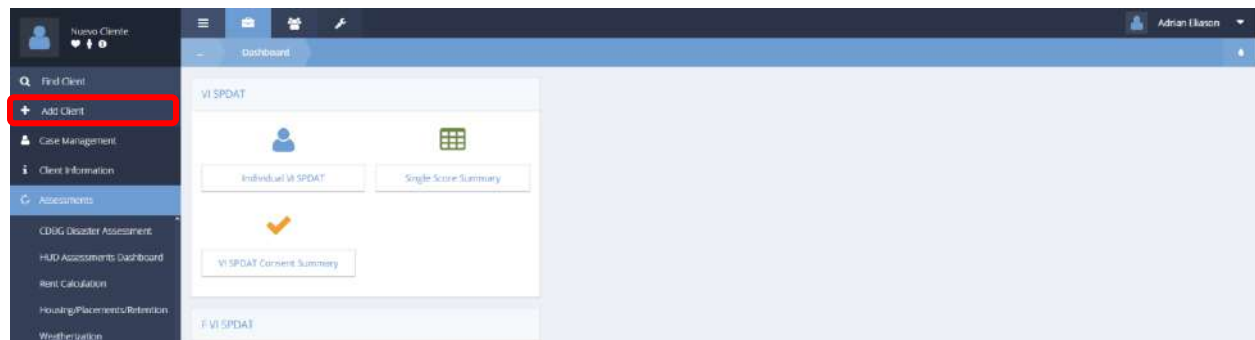 Nuevo Cliente
Adrian Eliason
Dashboard
Find Client
Add Client
Case Management
Client Information
Assessments
CDBG Disaster Assessment
HUD Assessments Dashboard
Rent Calculation
Housing/Placements/Retention
Weatherization
VI SPDAT
Individual VI SPDAT
Single Score Summary
VI SPDAT Consent Summary
F VI SPDAT